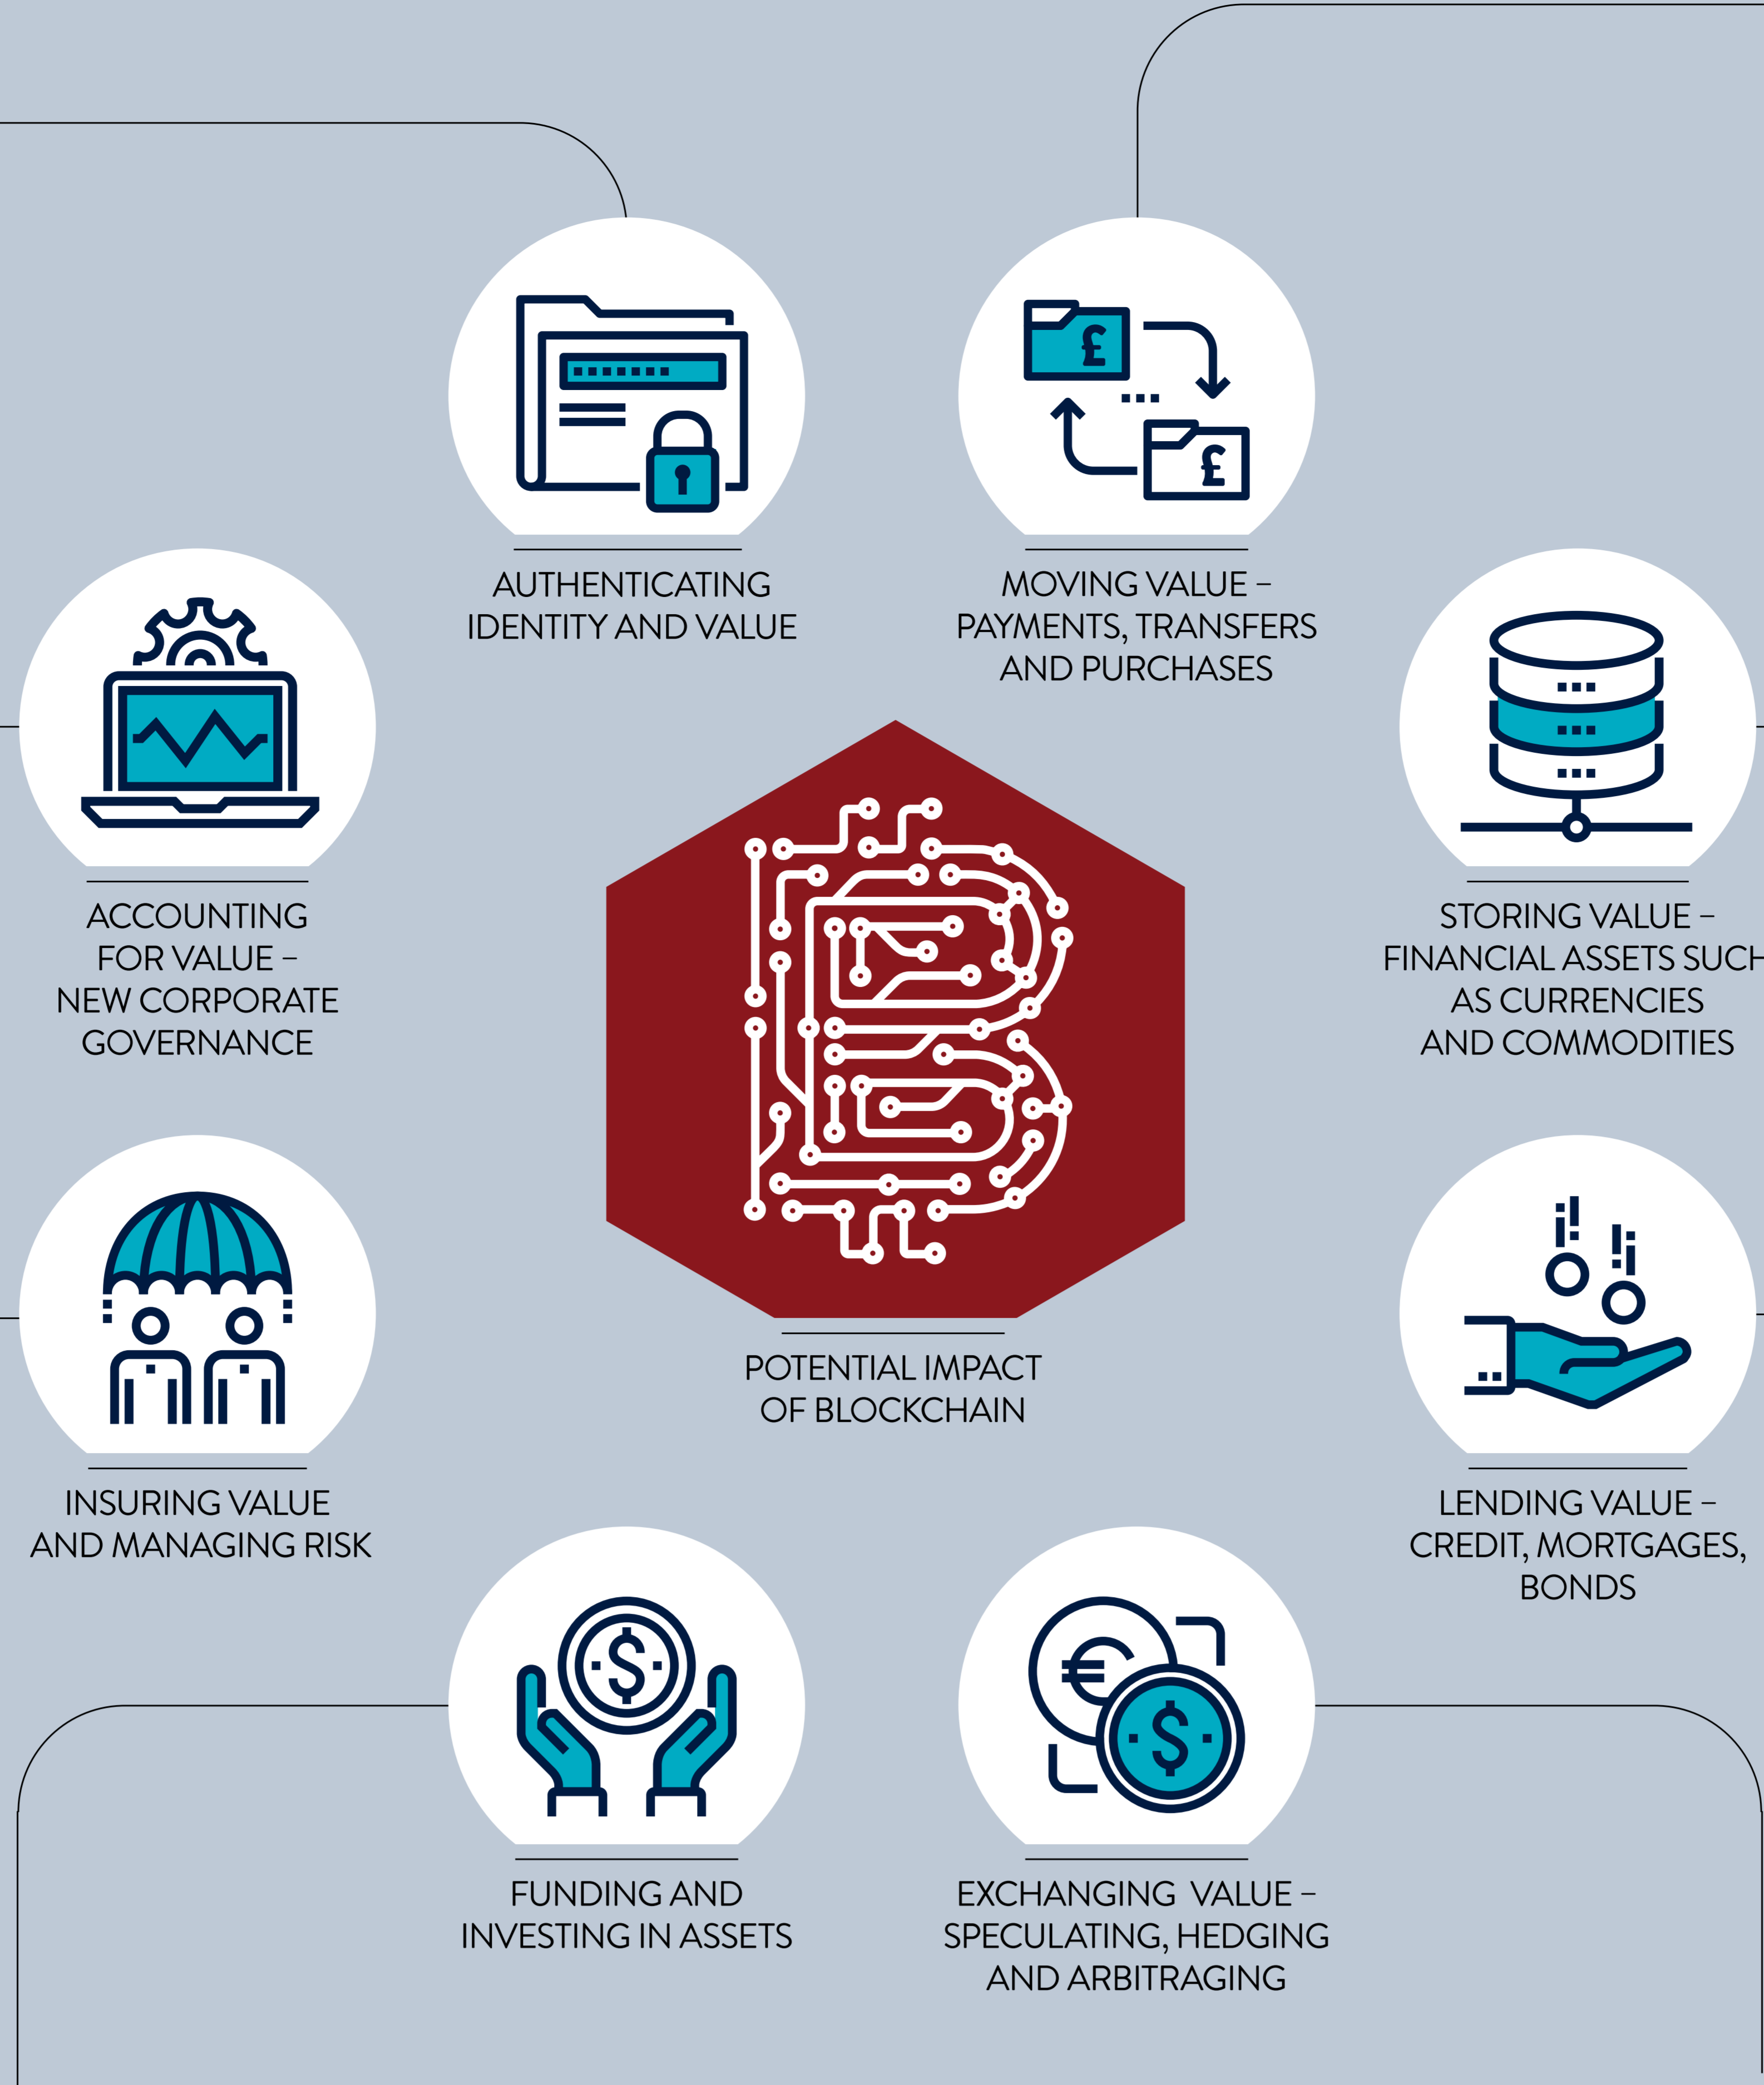 AUTHENTICATING
IDENTITY AND VALUE
MOVING VALUE –
PAYMENTS, TRANSFERS
AND PURCHASES
ACCOUNTING
FOR VALUE –
NEW CORPORATE
GOVERNANCE
STORING VALUE –
FINANCIAL ASSETS SUCH
AS CURRENCIES
AND COMMODITIES
POTENTIAL IMPACT
OF BLOCKCHAIN
INSURING VALUE
AND MANAGING RISK
LENDING VALUE –
CREDIT, MORTGAGES,
BONDS
FUNDING AND
INVESTING IN ASSETS
EXCHANGING VALUE –
SPECULATING, HEDGING
AND ARBITRAGING